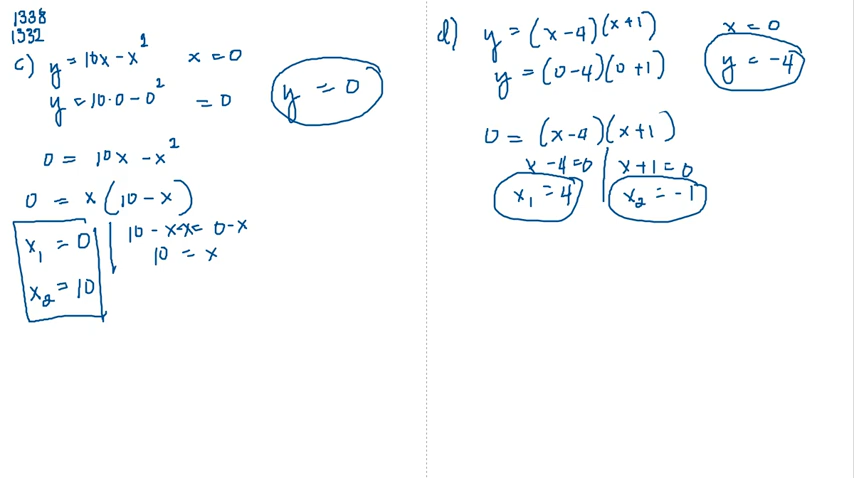 1338
1332
c) y = 10x - x² x = 0
y = 10·0 - 0² = 0
y = 0
0 = 10x - x²
0 = x(10 - x)
x₁ = 0
x₂ = 10
10 = x
d) y = (x-4)(x+1) x = 0
y = (0-4)(0+1) y = -4
0 = (x-4)(x+1)
x-4=0 x+1=0
x₁ = 4 x₂ = -1